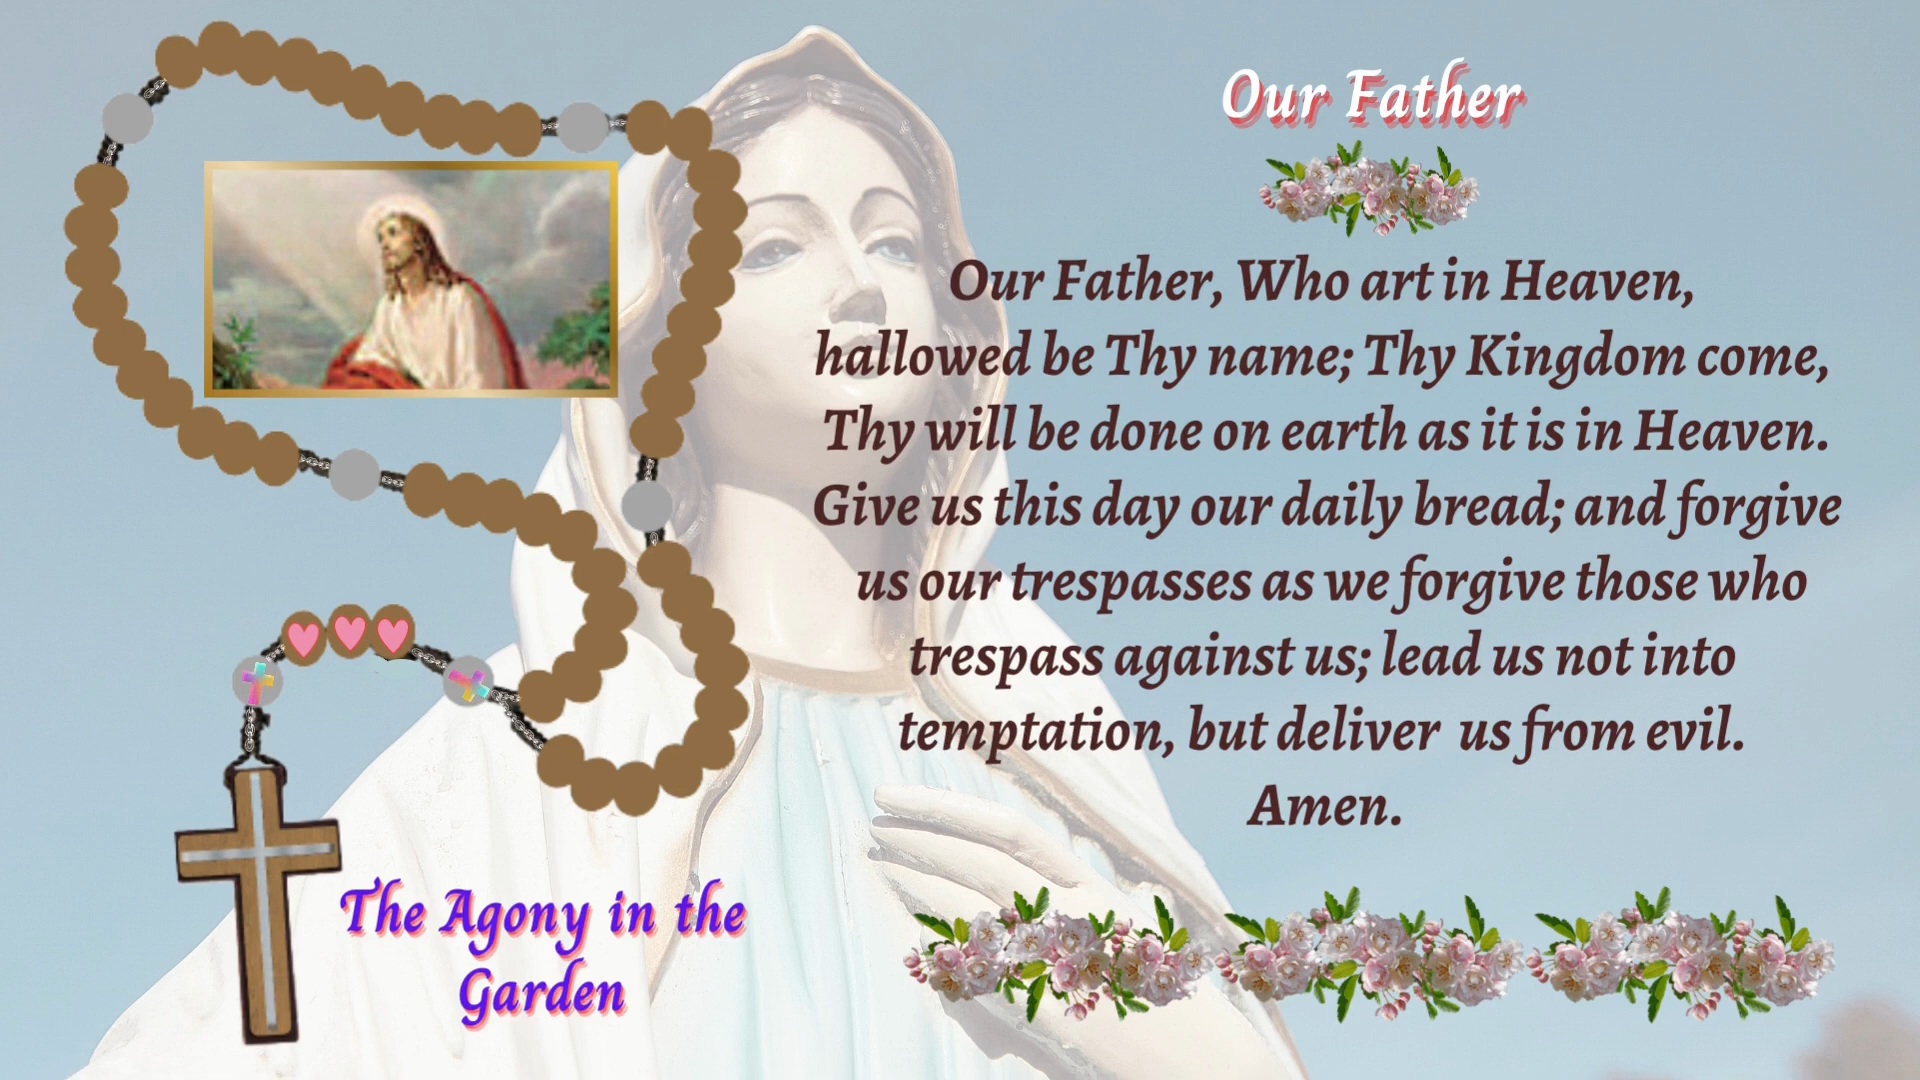 Our Father
Our Father, Who art in Heaven,
hallowed be Thy name; Thy Kingdom come,
Thy will be done on earth as it is in Heaven.
Give us this day our daily bread; and forgive
us our trespasses as we forgive those who
trespass against us; lead us not into
temptation, but deliver us from evil.
Amen.
The Agony in the
Garden